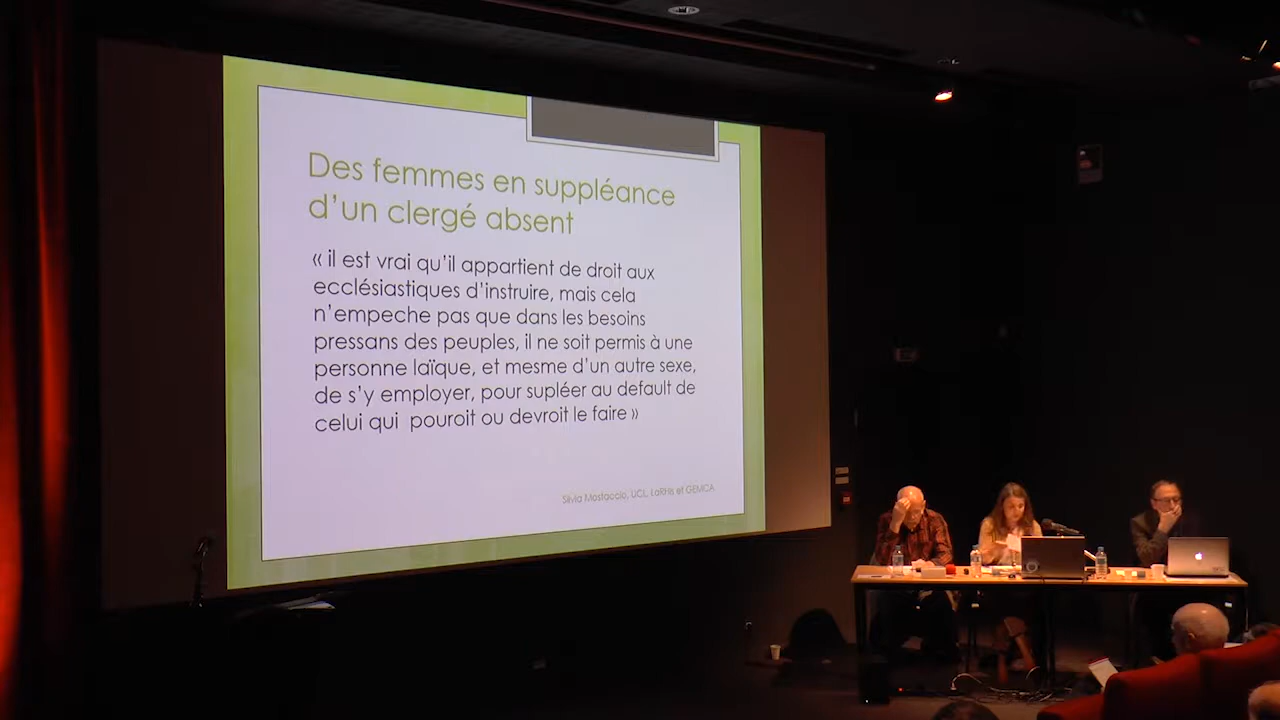 Des femmes en suppléance
d'un clergé absent
« il est vrai qu'il appartient de droit aux
ecclésiastiques d'instruire, mais cela
n'empeche pas que dans les besoins
pressans des peuples, il ne soit permis à une
personne laïque, et mesme d'un autre sexe,
de s'y employer, pour supléer au default de
celui qui pouroit ou devroit le faire »
Silvia Mostaccio, UCL, LaRHis et GEMCA